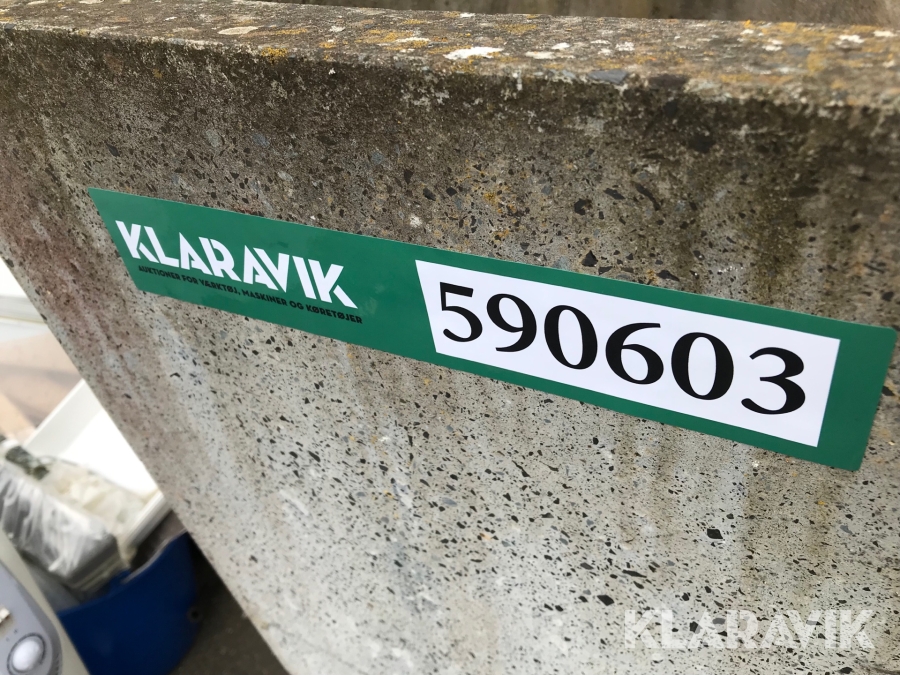 KLARAVIK
AUKTIONER FOR VÆRKTØJ, MASKINER OG KØRETØJER
590603
KLARAVIK